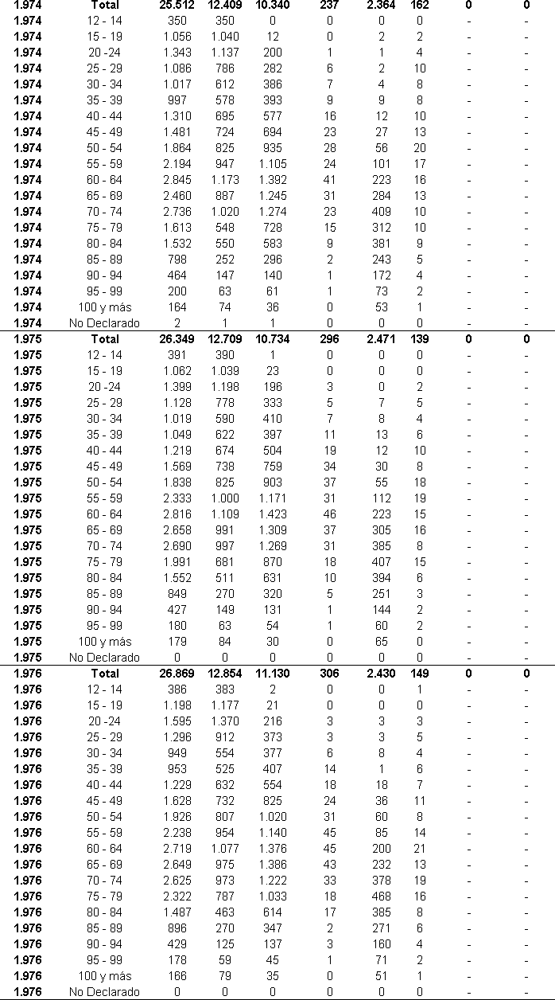 1.974 Total 25.512 12.409 10.340 237 2.364 162 0 0
1.974 12 - 14 350 350 0 0 0 0 - -
1.974 15 - 19 1.056 1.040 12 0 2 2 - -
1.974 20 -24 1.343 1.137 200 1 1 4 - -
1.974 25 - 29 1.086 786 282 6 2 10 - -
1.974 30 - 34 1.017 612 386 7 4 8 - -
1.974 35 - 39 997 578 393 9 9 8 - -
1.974 40 - 44 1.310 695 577 16 12 10 - -
1.974 45 - 49 1.481 724 694 23 27 13 - -
1.974 50 - 54 1.864 825 935 28 56 20 - -
1.974 55 - 59 2.194 947 1.105 24 101 17 - -
1.974 60 - 64 2.845 1.173 1.392 41 223 16 - -
1.974 65 - 69 2.460 887 1.245 31 284 13 - -
1.974 70 - 74 2.736 1.020 1.274 23 409 10 - -
1.974 75 - 79 1.613 548 728 15 312 10 - -
1.974 80 - 84 1.532 550 583 9 381 9 - -
1.974 85 - 89 798 252 296 2 243 5 - -
1.974 90 - 94 464 147 140 1 172 4 - -
1.974 95 - 99 200 63 61 1 73 2 - -
1.974 100 y más 164 74 36 0 53 1 - -
1.974 No Declarado 2 1 1 0 0 0 - -
1.975 Total 26.349 12.709 10.734 296 2.471 139 0 0
1.975 12 - 14 391 390 1 0 0 0 - -
1.975 15 - 19 1.062 1.039 23 0 0 0 - -
1.975 20 -24 1.399 1.198 196 3 0 2 - -
1.975 25 - 29 1.128 778 333 5 7 5 - -
1.975 30 - 34 1.019 590 410 7 8 4 - -
1.975 35 - 39 1.049 622 397 11 13 6 - -
1.975 40 - 44 1.219 674 504 19 12 10 - -
1.975 45 - 49 1.569 738 759 34 30 8 - -
1.975 50 - 54 1.838 825 903 37 55 18 - -
1.975 55 - 59 2.333 1.000 1.171 31 112 19 - -
1.975 60 - 64 2.816 1.109 1.423 46 223 15 - -
1.975 65 - 69 2.658 991 1.309 37 305 16 - -
1.975 70 - 74 2.690 997 1.269 31 385 8 - -
1.975 75 - 79 1.991 681 870 18 407 15 - -
1.975 80 - 84 1.552 511 631 10 394 6 - -
1.975 85 - 89 849 270 320 5 251 3 - -
1.975 90 - 94 427 149 131 1 144 2 - -
1.975 95 - 99 180 63 54 1 60 2 - -
1.975 100 y más 179 84 30 0 65 0 - -
1.975 No Declarado 0 0 0 0 0 0 - -
1.976 Total 26.869 12.854 11.130 306 2.430 149 0 0
1.976 12 - 14 386 383 2 0 0 1 - -
1.976 15 - 19 1.198 1.177 21 0 0 0 - -
1.976 20 -24 1.595 1.370 216 3 3 3 - -
1.976 25 - 29 1.296 912 373 3 3 5 - -
1.976 30 - 34 949 554 377 6 8 4 - -
1.976 35 - 39 953 525 407 14 1 6 - -
1.976 40 - 44 1.229 632 554 18 18 7 - -
1.976 45 - 49 1.628 732 825 24 36 11 - -
1.976 50 - 54 1.926 807 1.020 31 60 8 - -
1.976 55 - 59 2.238 954 1.140 45 85 14 - -
1.976 60 - 64 2.719 1.077 1.376 45 200 21 - -
1.976 65 - 69 2.649 975 1.386 43 232 13 - -
1.976 70 - 74 2.625 973 1.222 33 378 19 - -
1.976 75 - 79 2.322 787 1.033 18 468 16 - -
1.976 80 - 84 1.487 463 614 17 385 8 - -
1.976 85 - 89 896 270 347 2 271 6 - -
1.976 90 - 94 429 125 137 3 160 4 - -
1.976 95 - 99 178 59 45 1 71 2 - -
1.976 100 y más 166 79 35 0 51 1 - -
1.976 No Declarado 0 0 0 0 0 0 - -